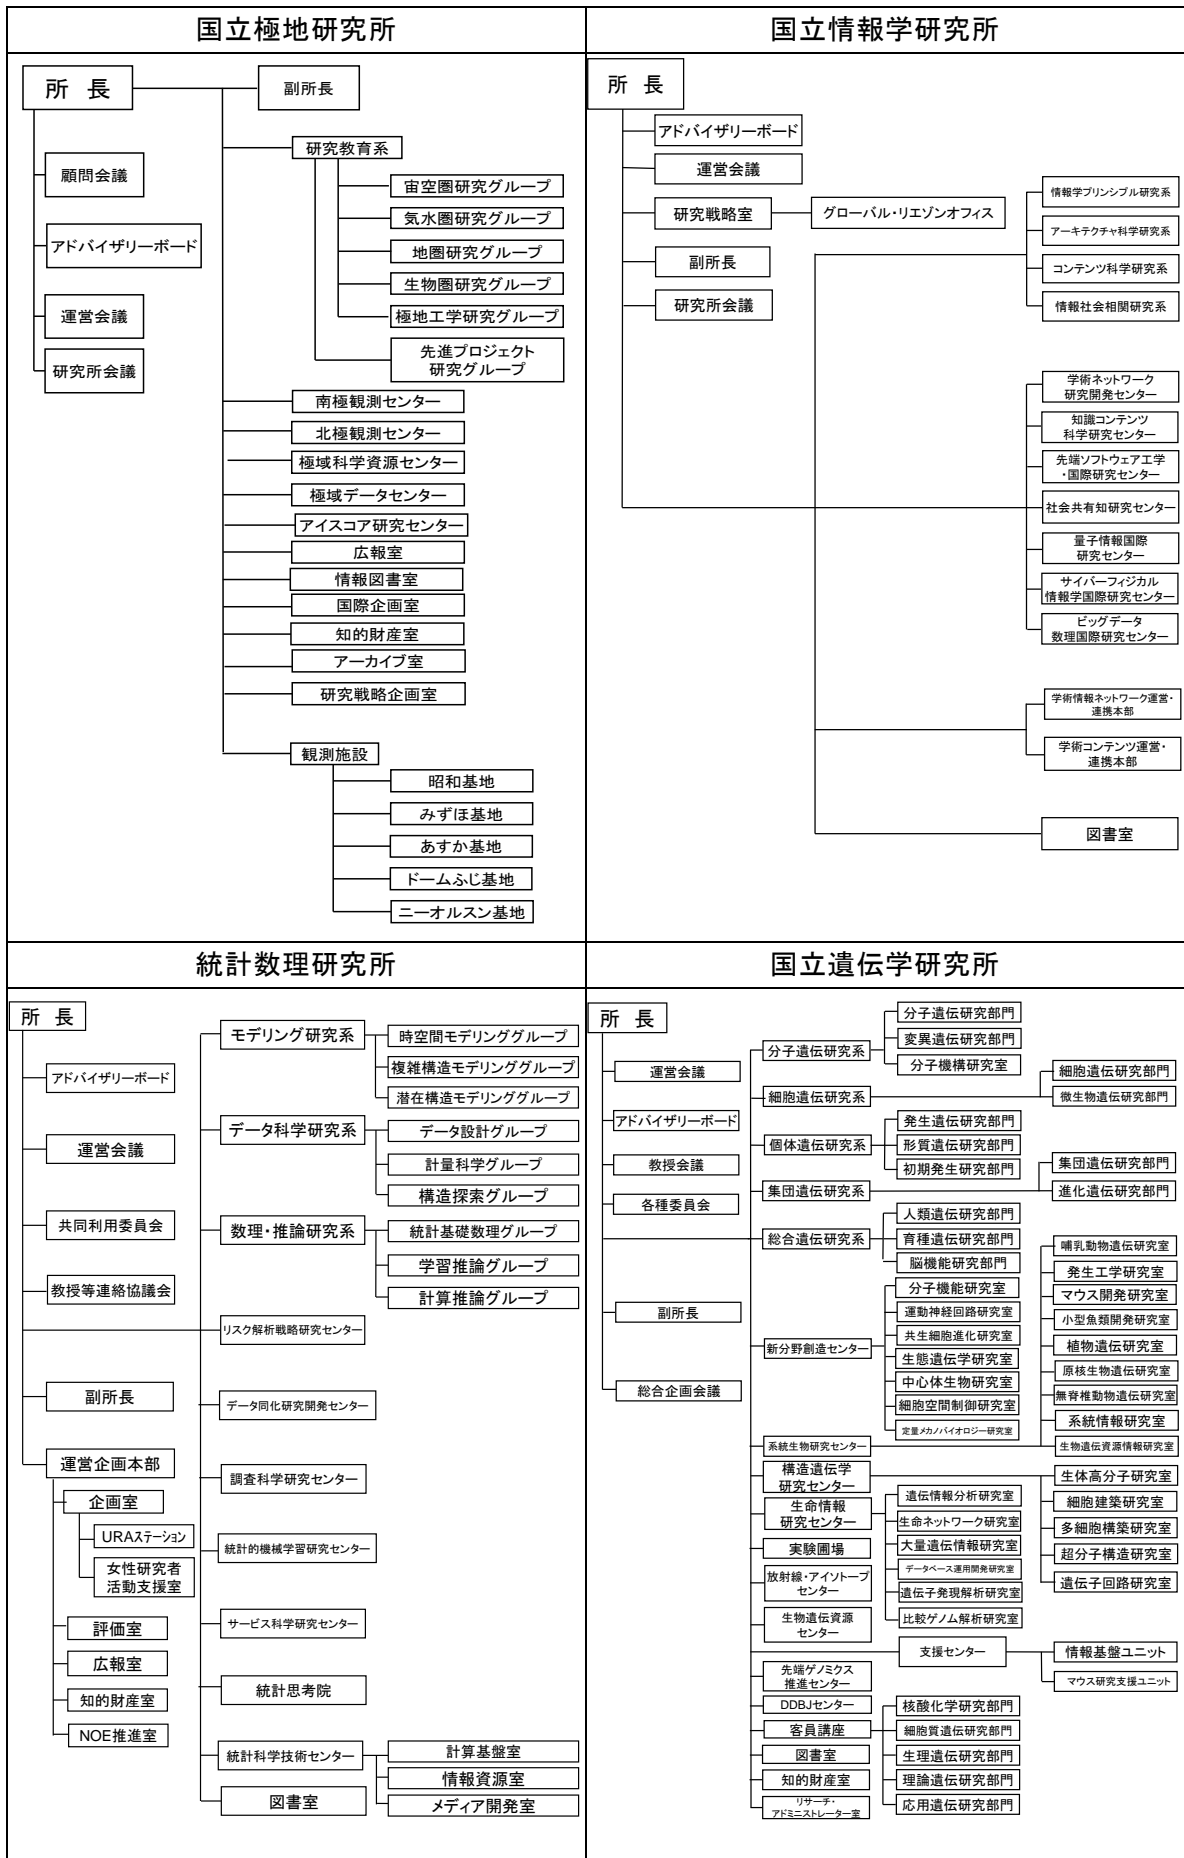 国立極地研究所
所 長
副所長
顧問会議
アドバイザリーボード
運営会議
研究所会議
研究教育系
宙空圏研究グループ
気水圏研究グループ
地圏研究グループ
生物圏研究グループ
極地工学研究グループ
先進プロジェクト
研究グループ
南極観測センター
北極観測センター
極域科学資源センター
極域データセンター
アイスコア研究センター
広報室
情報図書室
国際企画室
知的財産室
アーカイブ室
研究戦略企画室
観測施設
昭和基地
みずほ基地
あすか基地
ドームふじ基地
ニーオルスン基地
国立情報学研究所
所 長
アドバイザリーボード
運営会議
研究戦略室
グローバル・リエゾンオフィス
副所長
研究所会議
情報学プリンシプル研究系
アーキテクチャ科学研究系
コンテンツ科学研究系
情報社会相関研究系
学術ネットワーク
研究開発センター
知識コンテンツ
科学研究センター
先端ソフトウェア工学
・国際研究センター
社会共有知研究センター
量子情報国際
研究センター
サイバーフィジカル
情報学国際研究センター
ビッグデータ
数理国際研究センター
学術情報ネットワーク運営・
連携本部
学術コンテンツ運営・
連携本部
図書室
統計数理研究所
所 長
アドバイザリーボード
運営会議
共同利用委員会
教授等連絡協議会
副所長
運営企画本部
企画室
URAステーション
女性研究者
活動支援室
評価室
広報室
知的財産室
NOE推進室
モデリング研究系
時空間モデリンググループ
複雑構造モデリンググループ
潜在構造モデリンググループ
データ科学研究系
データ設計グループ
計量科学グループ
構造探索グループ
数理・推論研究系
統計基礎数理グループ
学習推論グループ
計算推論グループ
リスク解析戦略研究センター
データ同化研究開発センター
調査科学研究センター
統計的機械学習研究センター
サービス科学研究センター
統計思考院
統計科学技術センター
計算基盤室
情報資源室
メディア開発室
図書室
国立遺伝学研究所
所 長
運営会議
アドバイザリーボード
教授会議
各種委員会
副所長
総合企画会議
分子遺伝研究系
分子遺伝研究部門
変異遺伝研究部門
分子機構研究室
細胞遺伝研究系
細胞遺伝研究部門
微生物遺伝研究部門
個体遺伝研究系
発生遺伝研究部門
形質遺伝研究部門
初期発生研究部門
集団遺伝研究系
集団遺伝研究部門
進化遺伝研究部門
総合遺伝研究系
人類遺伝研究部門
育種遺伝研究部門
脳機能研究部門
新分野創造センター
分子機能研究室
運動神経回路研究室
共生細胞進化研究室
生態遺伝学研究室
中心体生物研究室
細胞空間制御研究室
定量メカノバイオロジー研究室
系統生物研究センター
哺乳動物遺伝研究室
発生工学研究室
マウス開発研究室
小型魚類開発研究室
植物遺伝研究室
原核生物遺伝研究室
無脊椎動物遺伝研究室
系統情報研究室
生物遺伝資源情報研究室
構造遺伝学
研究センター
生体高分子研究室
細胞建築研究室
多細胞構築研究室
超分子構造研究室
遺伝子回路研究室
生命情報
研究センター
遺伝情報分析研究室
生命ネットワーク研究室
大量遺伝情報研究室
データベース運用開発研究室
遺伝子発現解析研究室
比較ゲノム解析研究室
実験圃場
放射線・アイソトープ
センター
生物遺伝資源
センター
支援センター
情報基盤ユニット
マウス研究支援ユニット
先端ゲノミクス
推進センター
DDBJセンター
客員講座
核酸化学研究部門
細胞質遺伝研究部門
生理遺伝研究部門
理論遺伝研究部門
応用遺伝研究部門
図書室
知的財産室
リサーチ・
アドミニストレーター室